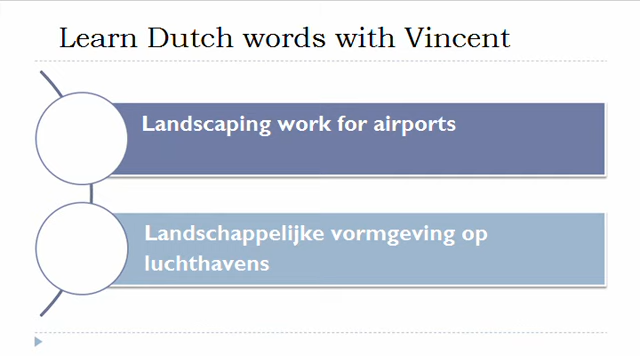 Learn Dutch words with Vincent
Landscaping work for airports
Landschappelijke vormgeving op
luchthavens